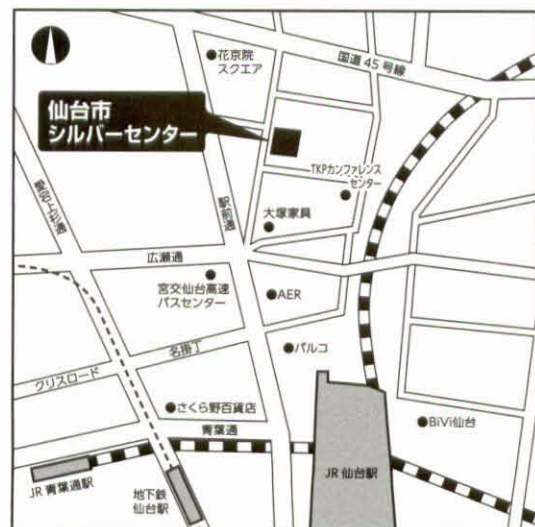 花京院
スクエア
国道45号線
仙台市
シルバーセンター
TKPカンファレンス
センター
愛宕上杉通
駅前通
大塚家具
広瀬通
宮交仙台高速
バスセンター
AER
名掛丁
パルコ
クリスロード
さくら野百貨店
青葉通
BiVi仙台
JR 青葉通駅
地下鉄
仙台駅
JR 仙台駅